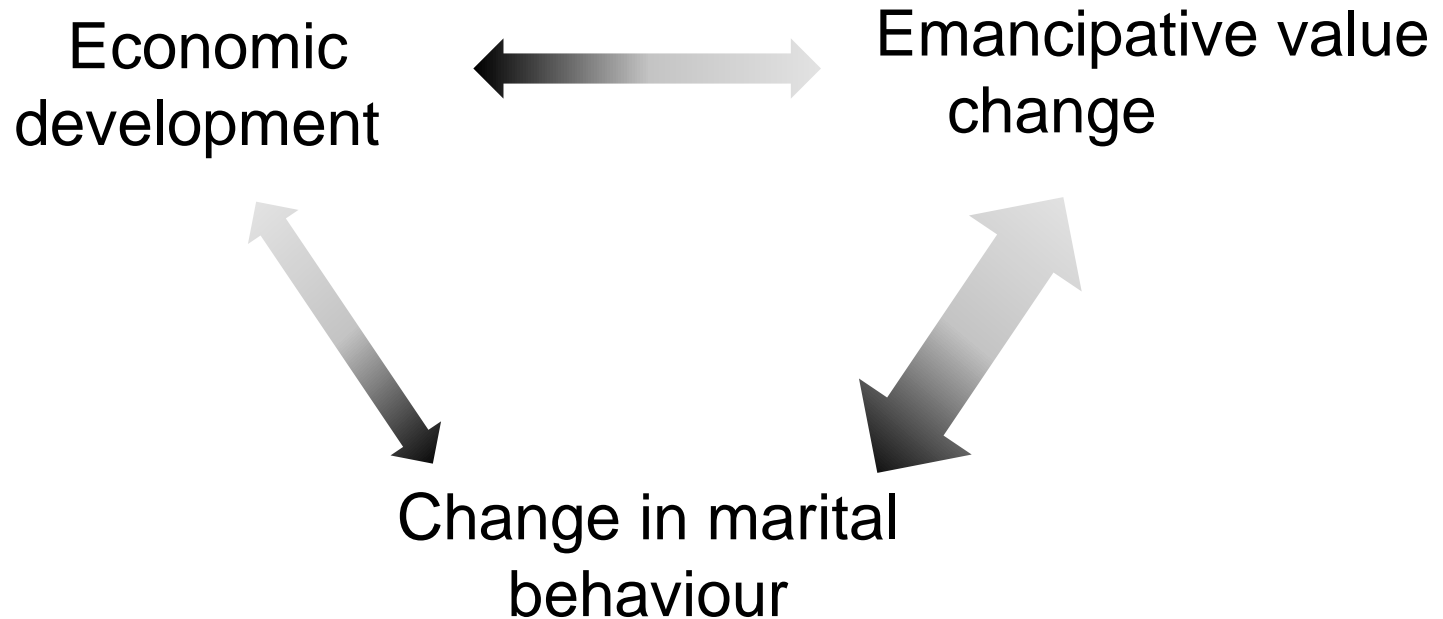 Economic
development
Emancipative value
change
Change in marital
behaviour